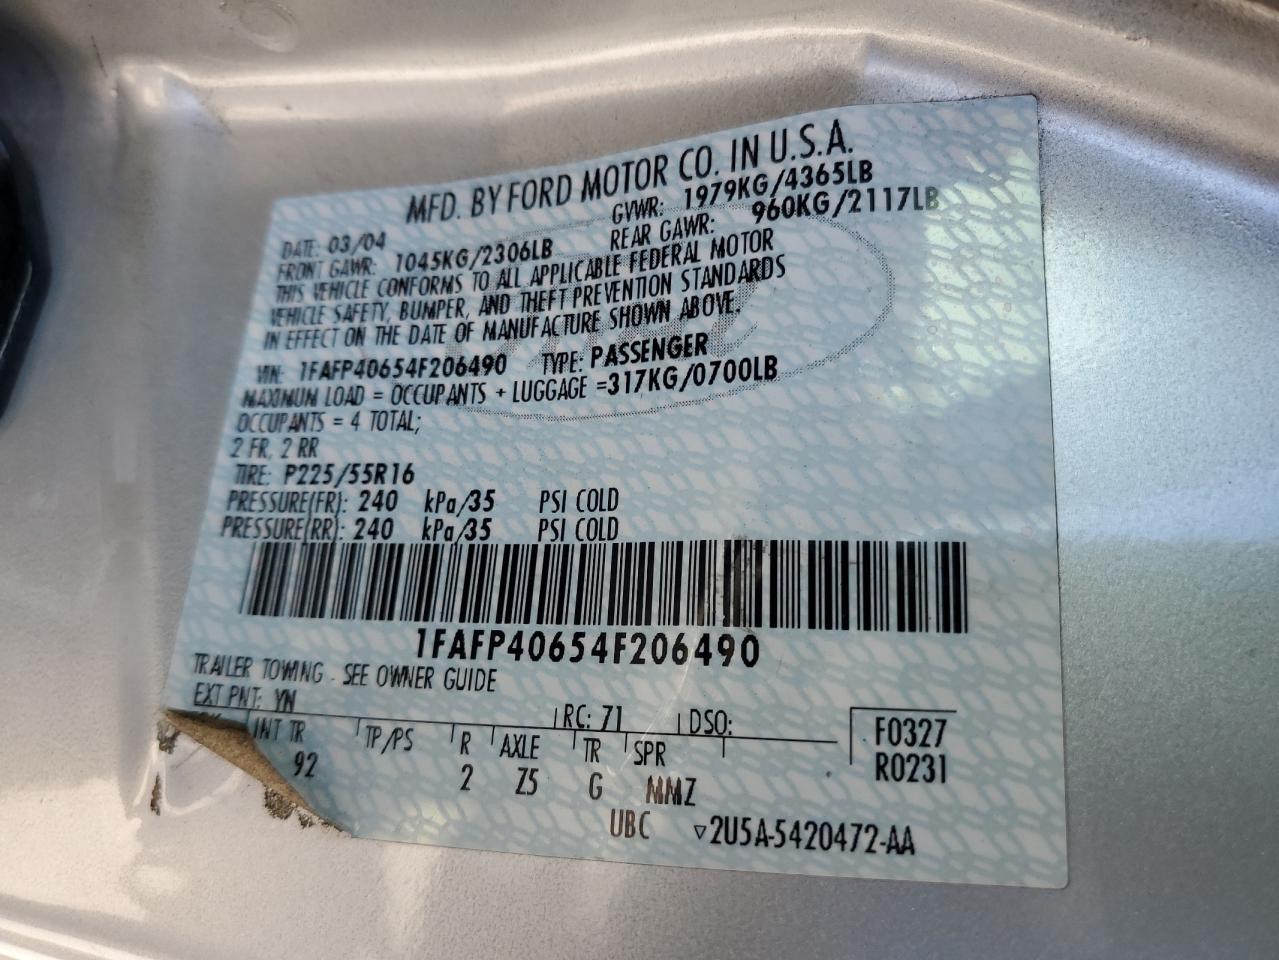 MFD. BY FORD MOTOR CO. IN U.S.A.
DATE: 03/04 GVWR: 1979KG/4365LB
FRONT GAWR: 1045KG/2306LB REAR GAWR: 960KG/2117LB
THIS VEHICLE CONFORMS TO ALL APPLICABLE FEDERAL MOTOR
VEHICLE SAFETY, BUMPER, AND THEFT PREVENTION STANDARDS
IN EFFECT ON THE DATE OF MANUFACTURE SHOWN ABOVE.
VIN: 1FAFP40654F206490 TYPE: PASSENGER
MAXIMUM LOAD = OCCUPANTS + LUGGAGE =317KG/0700LB
OCCUPANTS = 4 TOTAL;
2 FR, 2 RR
TIRE: P225/55R16
PRESSURE(FR): 240 kPa/35 PSI COLD
PRESSURE(RR): 240 kPa/35 PSI COLD
1FAFP40654F206490
TRAILER TOWING - SEE OWNER GUIDE
EXT PNT: YN RC: 71 DSO: F0327
INT TR TP/PS R AXLE TR SPR R0231
92 2 Z5 G MMZ
UBC ▽2U5A-5420472-AA